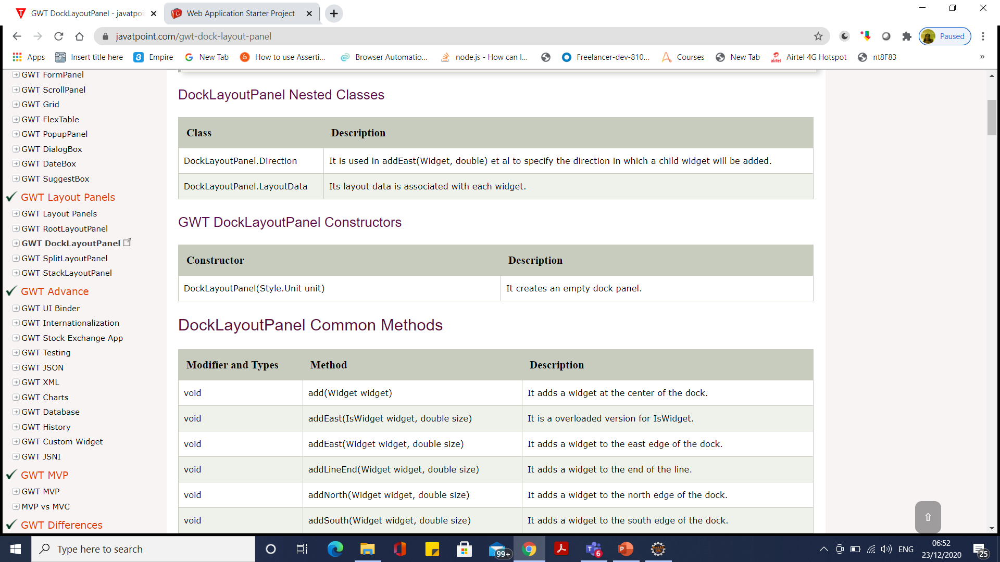 GWT DockLayoutPanel - javatpoi
Web Application Starter Project
javatpoint.com/gwt-dock-layout-panel
Paused
Apps
Insert title here
Empire
New Tab
How to use Asserti...
Browser Automatio...
node.js - How can I...
Freelancer-dev-810...
Courses
New Tab
airtel
Airtel 4G Hotspot
nt8F83
»
GWT FormPanel
GWT ScrollPanel
GWT Grid
GWT FlexTable
GWT PopupPanel
GWT DialogBox
GWT DateBox
GWT SuggestBox
GWT Layout Panels
GWT Layout Panels
GWT RootLayoutPanel
GWT DockLayoutPanel
GWT SplitLayoutPanel
GWT StackLayoutPanel
GWT Advance
GWT UI Binder
GWT Internationalization
GWT Stock Exchange App
GWT Testing
GWT JSON
GWT XML
GWT Charts
GWT Database
GWT History
GWT Custom Widget
GWT JSNI
GWT MVP
GWT MVP
MVP vs MVC
GWT Differences
DockLayoutPanel Nested Classes
Class Description
DockLayoutPanel.Direction It is used in addEast(Widget, double) et al to specify the direction in which a child widget will be added.
DockLayoutPanel.LayoutData Its layout data is associated with each widget.
GWT DockLayoutPanel Constructors
Constructor Description
DockLayoutPanel(Style.Unit unit) It creates an empty dock panel.
DockLayoutPanel Common Methods
Modifier and Types Method Description
void add(Widget widget) It adds a widget at the center of the dock.
void addEast(IsWidget widget, double size) It is a overloaded version for IsWidget.
void addEast(Widget widget, double size) It adds a widget to the east edge of the dock.
void addLineEnd(Widget widget, double size) It adds a widget to the end of the line.
void addNorth(Widget widget, double size) It adds a widget to the north edge of the dock.
void addSouth(Widget widget, double size) It adds a widget to the south edge of the dock.
Type here to search
99+
6
ENG
06:52
23/12/2020
25